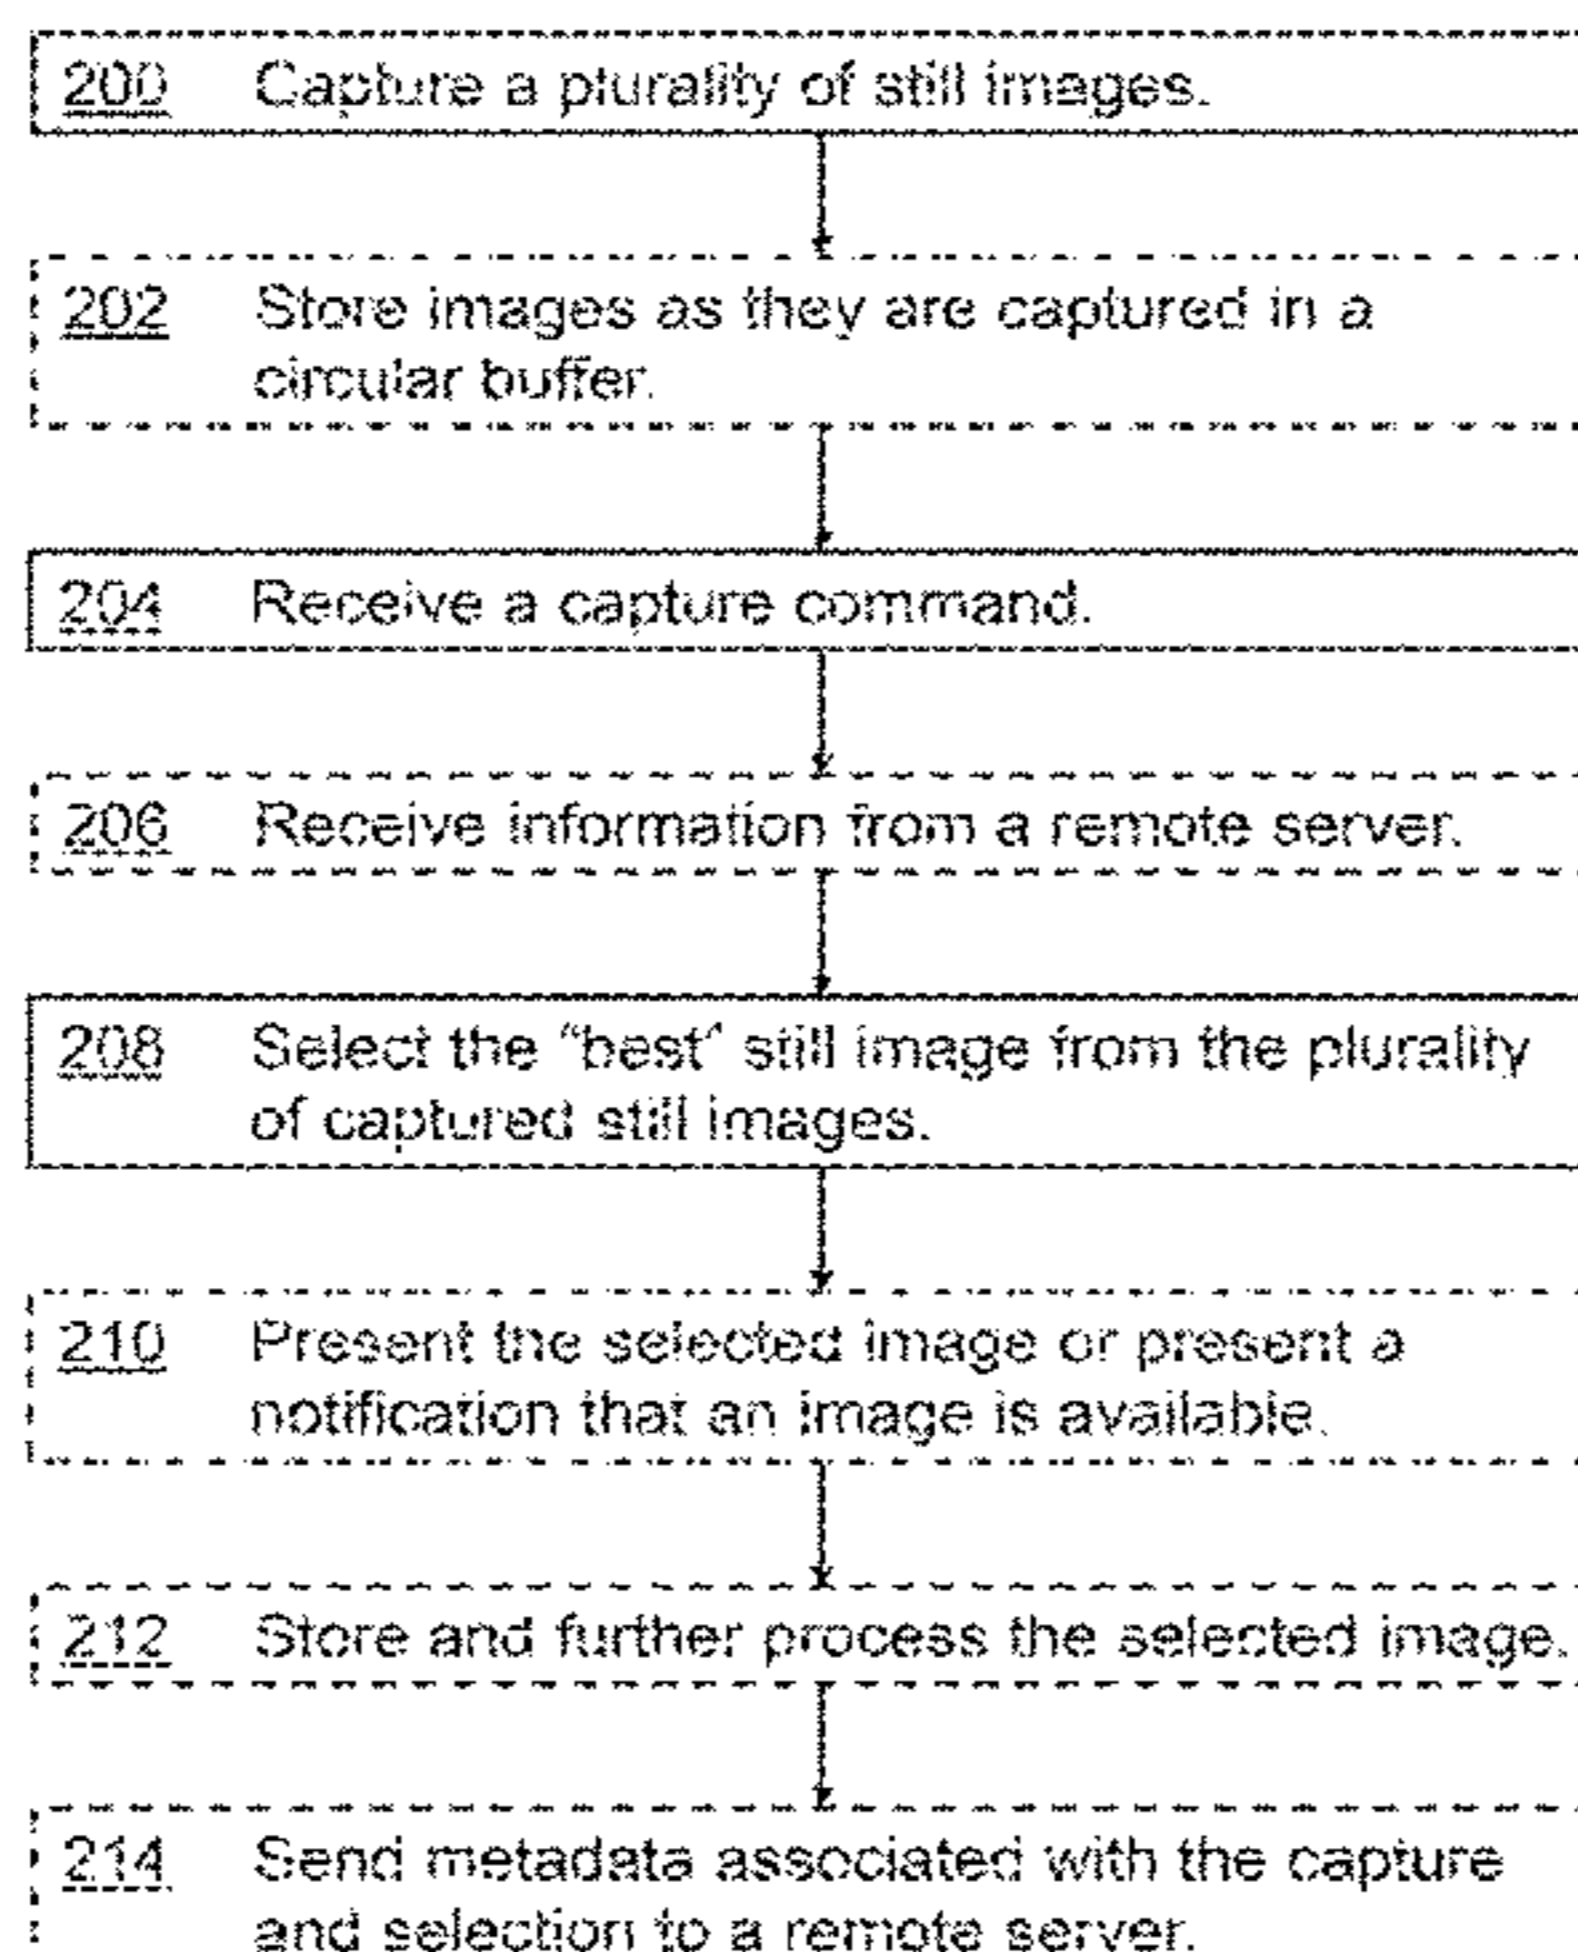 200 Capture a plurality of still images.
202 Store images as they are captured in a
circular buffer.
204 Receive a capture command.
206 Receive information from a remote server.
208 Select the “best” still image from the plurality
of captured still images.
210 Present the selected image or present a
notification that an image is available.
212 Store and further process the selected image.
214 Send metadata associated with the capture
and selection to a remote server.